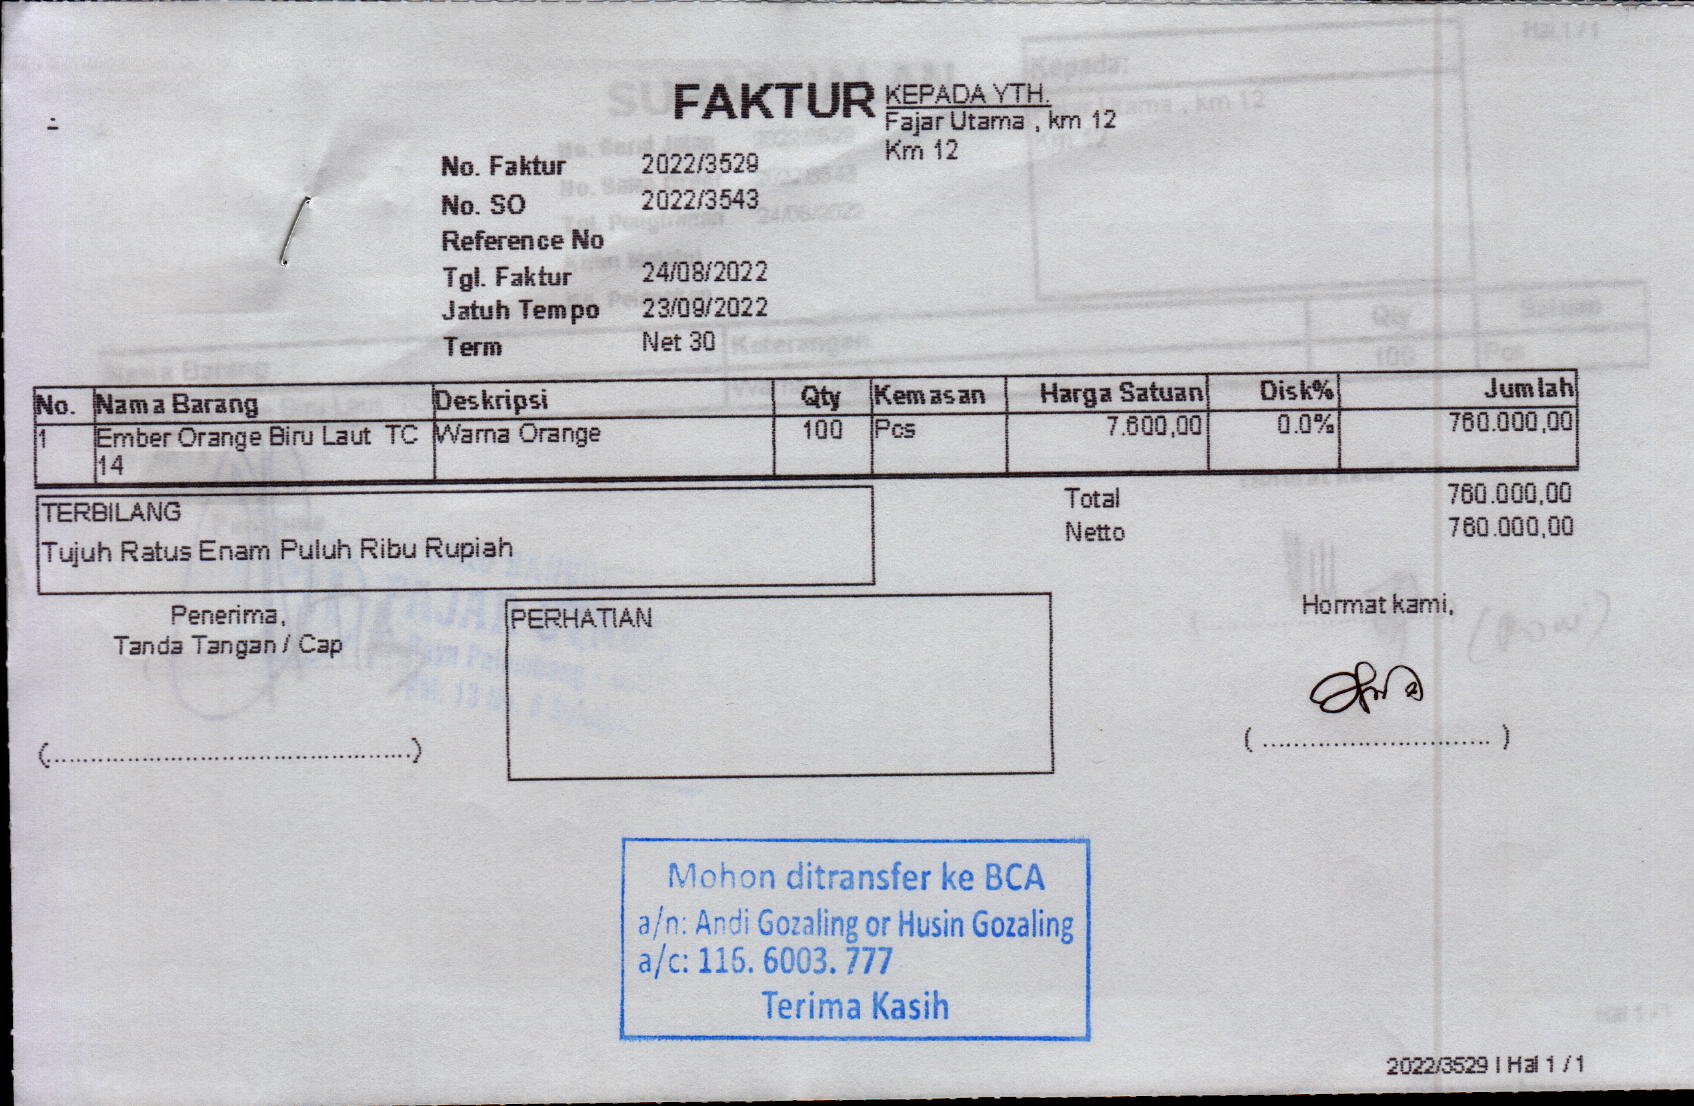 FAKTUR
KEPADA YTH.
Fajar Utama , km 12
Km 12
No. Faktur 2022/3529
No. SO 2022/3543
Reference No
Tgl. Faktur 24/08/2022
Jatuh Tempo 23/09/2022
Term Net 30
No. Nama Barang Deskripsi Qty Kemasan Harga Satuan Disk% Jumlah
1 Ember Orange Biru Laut TC Warna Orange 100 Pcs 7.600,00 0.0% 760.000,00
14
Total 760.000,00
Netto 760.000,00
TERBILANG
Tujuh Ratus Enam Puluh Ribu Rupiah
Penerima,
Tanda Tangan / Cap
(................................................)
PERHATIAN
Hormat kami,
( ............................. )
Mohon ditransfer ke BCA
a/n: Andi Gozaling or Husin Gozaling
a/c: 116. 6003. 777
Terima Kasih
2022/3529 | Hal 1 / 1